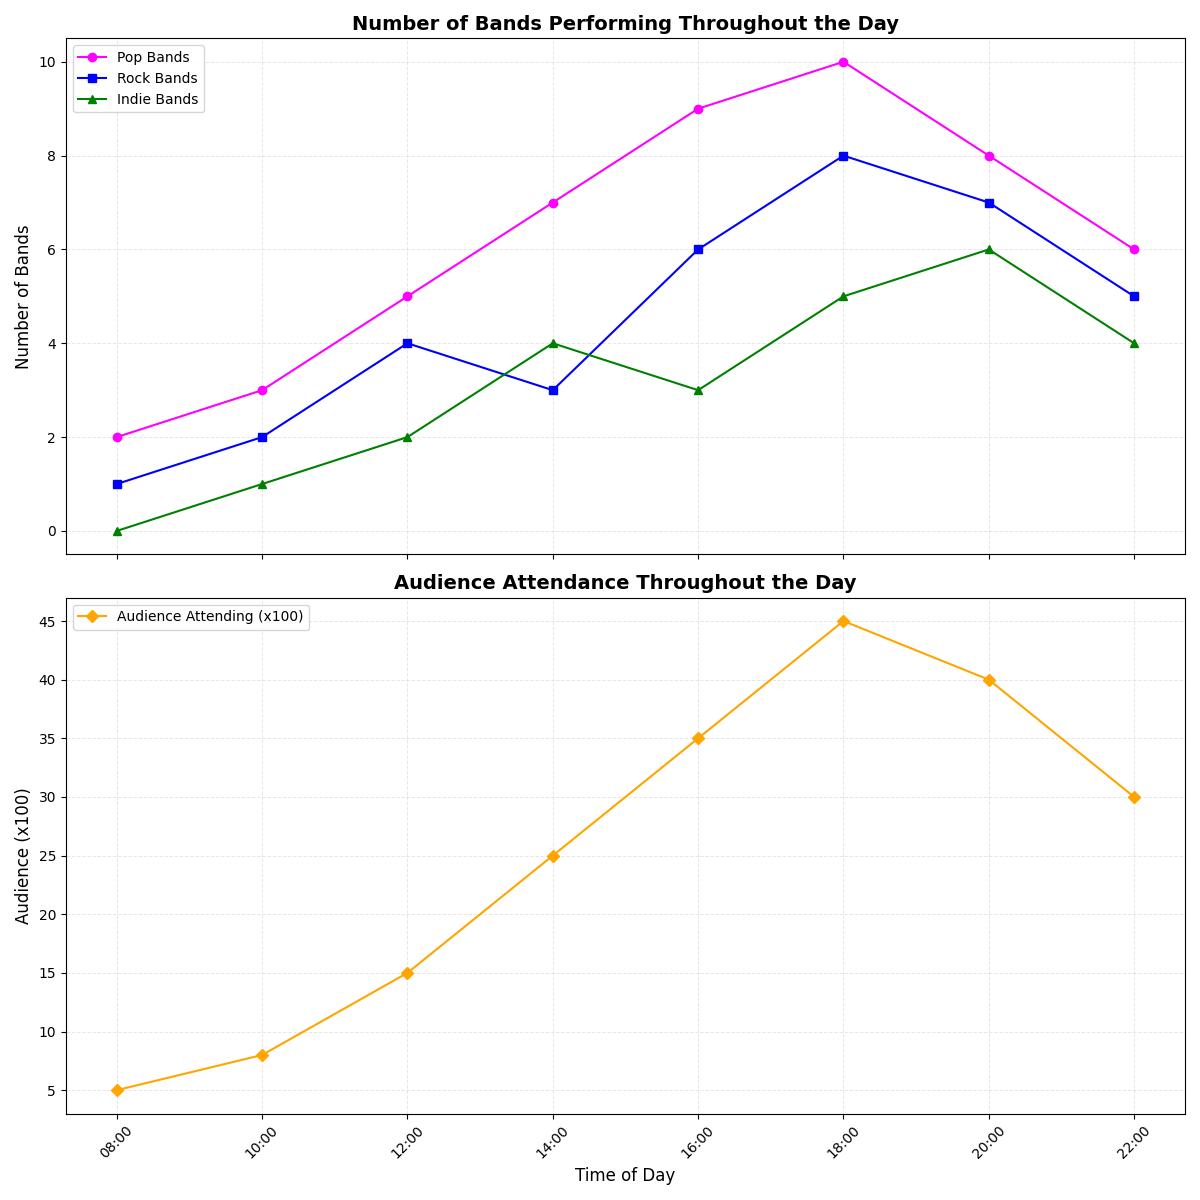 Number of Bands Performing Throughout the Day
Pop Bands
Rock Bands
Indie Bands
10
8
6
4
2
0
Number of Bands
Audience Attendance Throughout the Day
Audience Attending (x100)
45
40
35
30
25
20
15
10
5
Audience (x100)
08:00
10:00
12:00
14:00
16:00
18:00
20:00
22:00
Time of Day